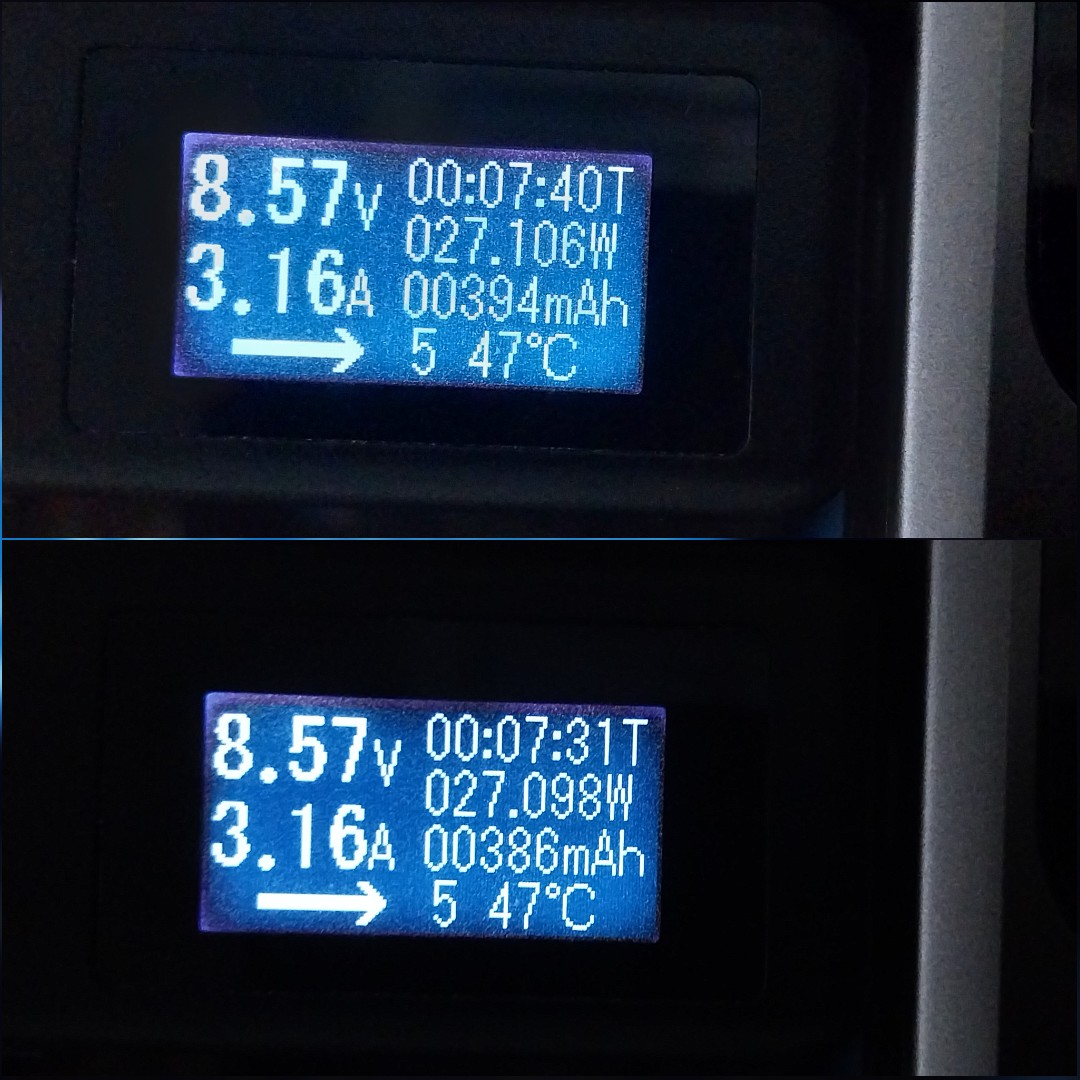 8.57V 00:07:40T
027.106W
3.16A 00394mAh
→ 5 47°C
8.57V 00:07:31T
027.098W
3.16A 00386mAh
→ 5 47°C